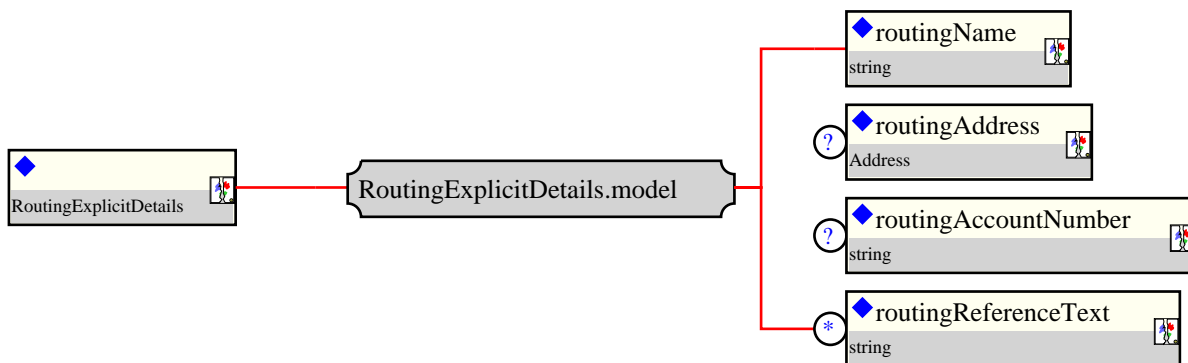 routingName
string
?
routingAddress
Address
RoutingExplicitDetails
RoutingExplicitDetails.model
?
routingAccountNumber
string
*
routingReferenceText
string